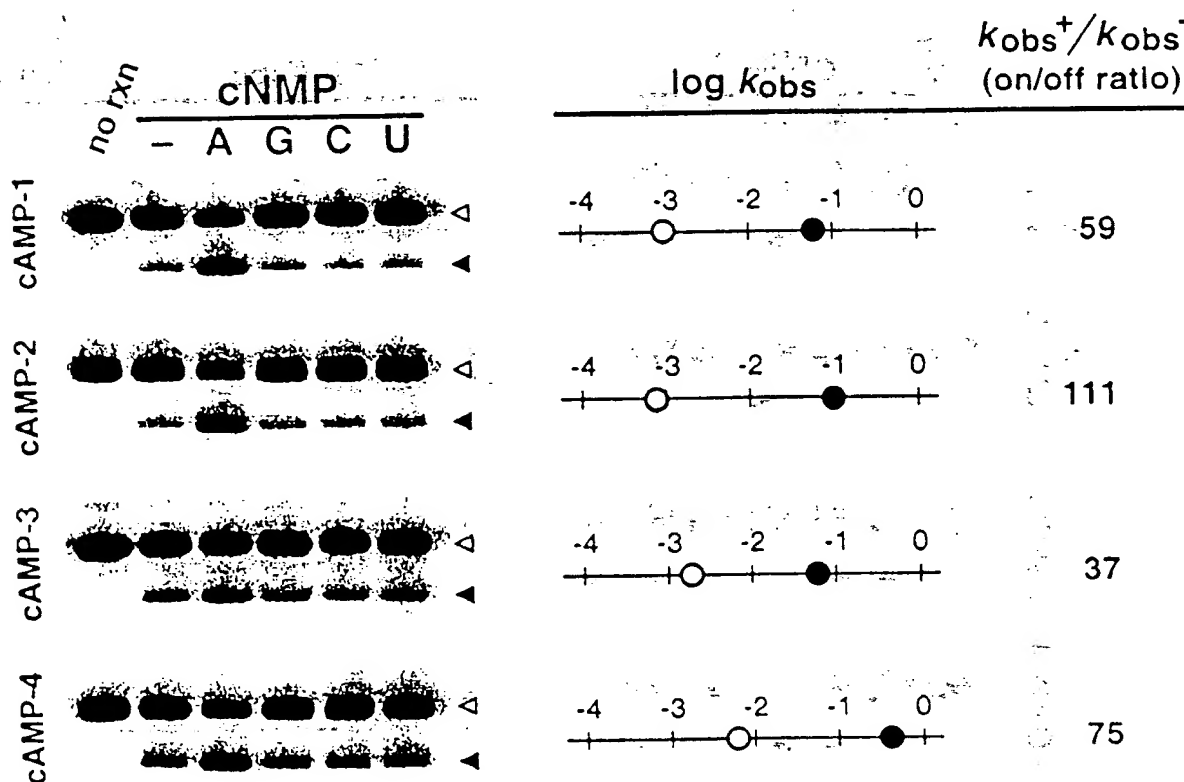 kobs+/kobs-
cNMP log kobs (on/off ratio)
no rxn – A G C U
cAMP-1 -4 -3 -2 -1 0 59
cAMP-2 -4 -3 -2 -1 0 111
cAMP-3 -4 -3 -2 -1 0 37
cAMP-4 -4 -3 -2 -1 0 75